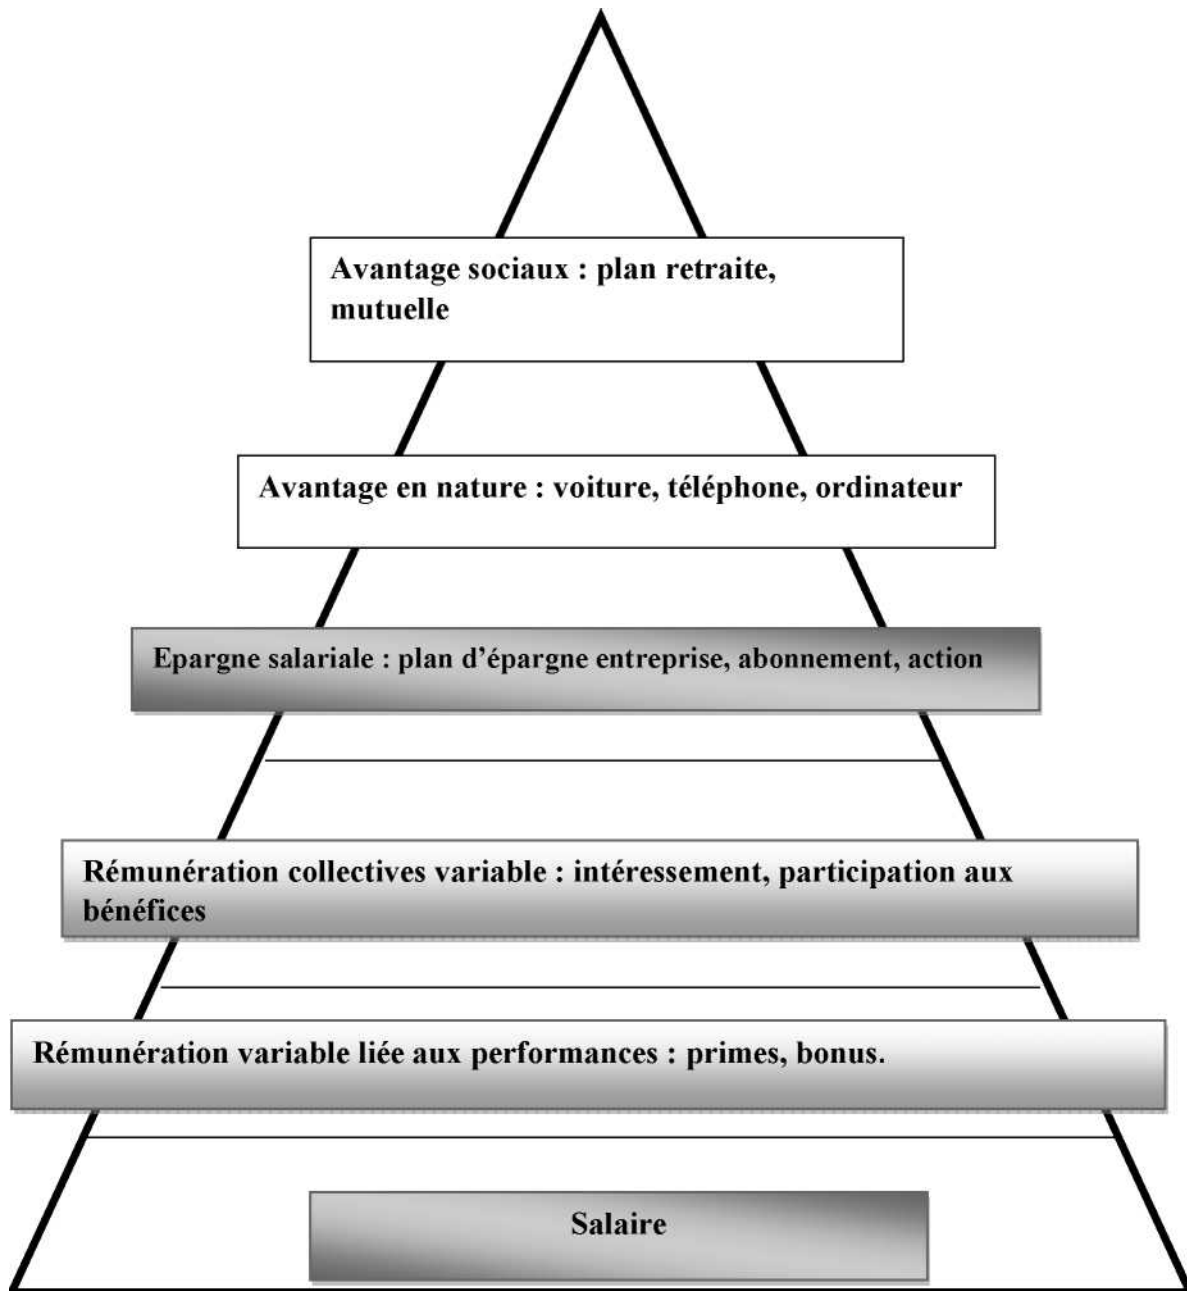 Avantage sociaux : plan retraite,
mutuelle
Avantage en nature : voiture, téléphone, ordinateur
Epargne salariale : plan d’épargne entreprise, abonnement, action
Rémunération collectives variable : intéressement, participation aux
bénéfices
Rémunération variable liée aux performances : primes, bonus.
Salaire